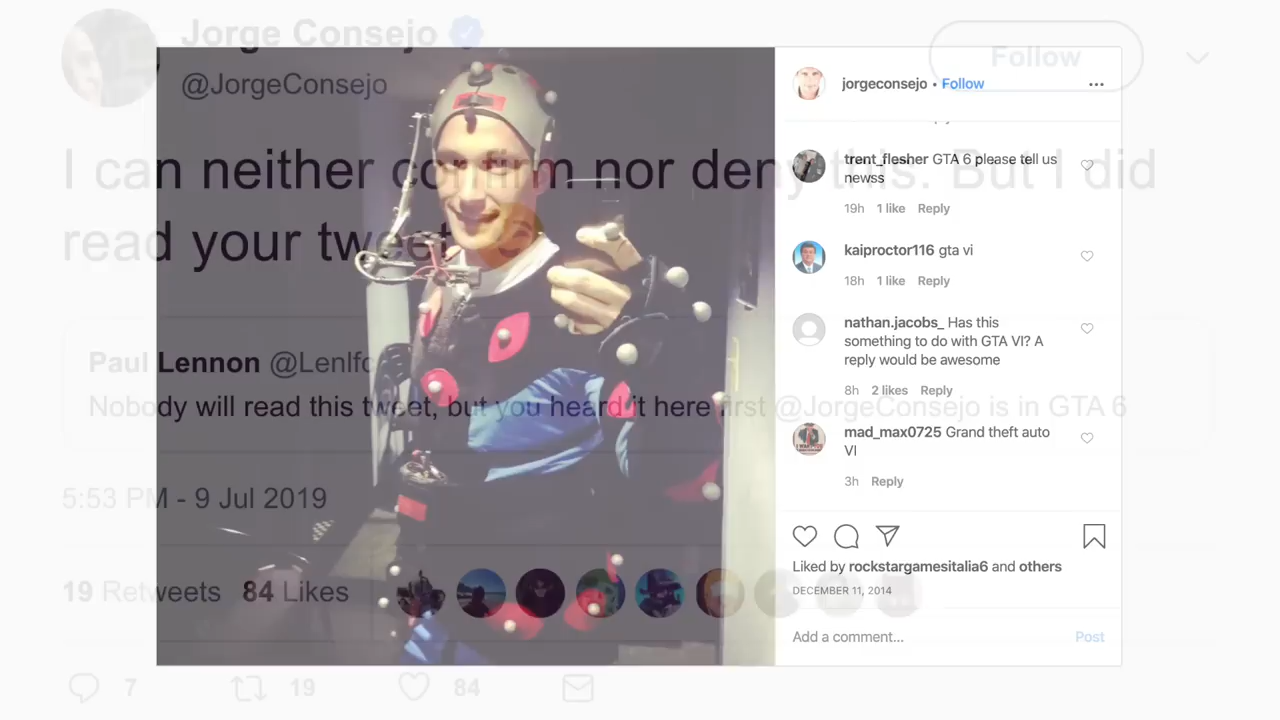 Jorge Consejo
@JorgeConsejo
Follow
I can neither confirm nor deny this. But I did
read your tweet
Paul Lennon @Lenlfc
Nobody will read this tweet, but you heard it here first @JorgeConsejo is in GTA 6
5:53 PM - 9 Jul 2019
19 Retweets 84 Likes
7 19 84
jorgeconsejo • Follow
Reply
trent_flesher GTA 6 please tell us
newss
19h 1 like Reply
kaiproctor116 gta vi
18h 1 like Reply
nathan.jacobs_ Has this
something to do with GTA VI? A
reply would be awesome
8h 2 likes Reply
mad_max0725 Grand theft auto
VI
3h Reply
Liked by rockstargamesitalia6 and others
DECEMBER 11, 2014
Add a comment... Post